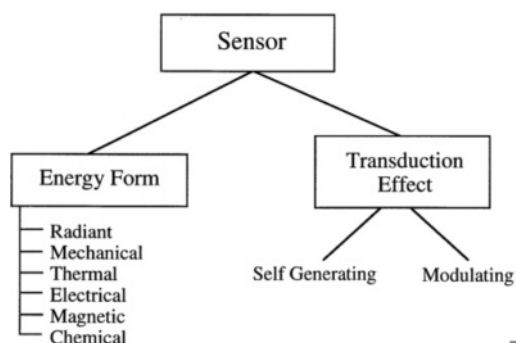 Sensor
Energy Form
Transduction
Effect
Radiant
Mechanical
Thermal
Electrical
Magnetic
Chemical
Self Generating
Modulating